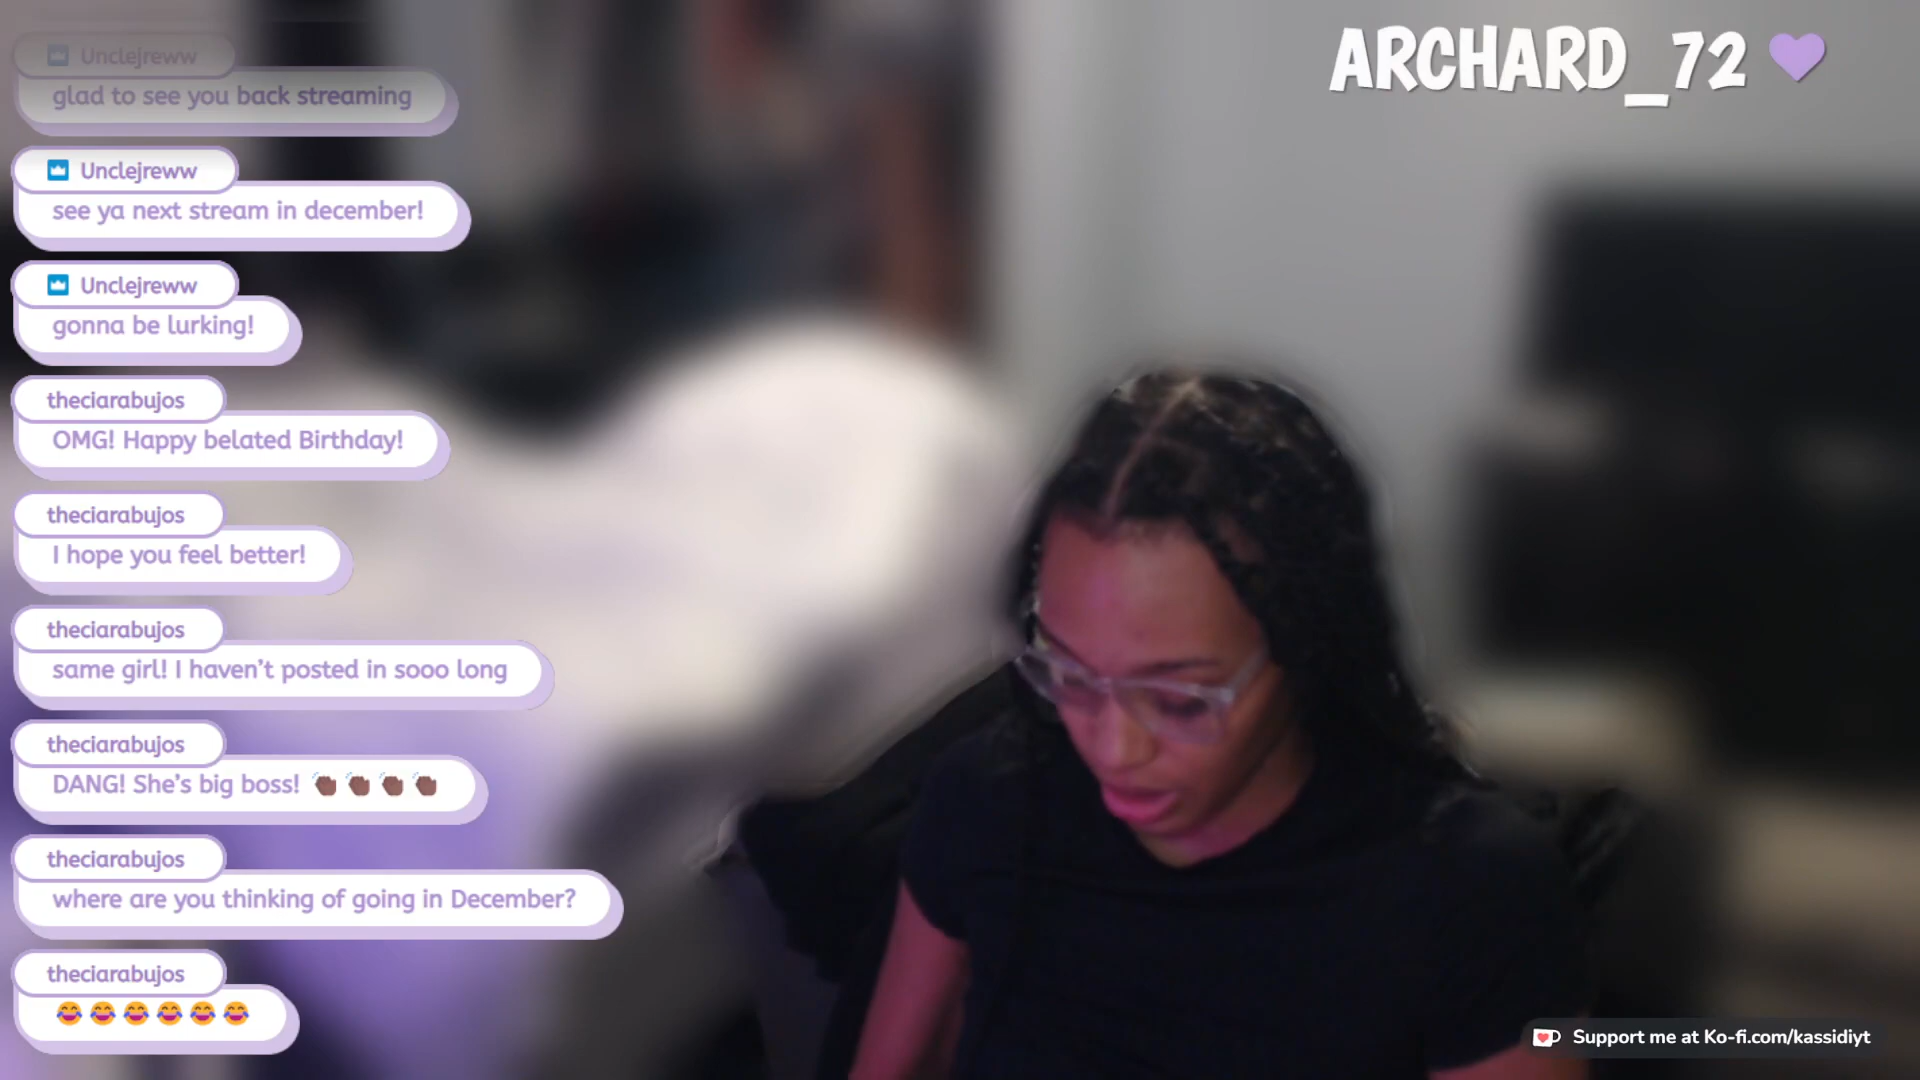 Unclejreww
glad to see you back streaming
Unclejreww
see ya next stream in december!
Unclejreww
gonna be lurking!
theciarabujos
OMG! Happy belated Birthday!
theciarabujos
I hope you feel better!
theciarabujos
same girl! I haven’t posted in sooo long
theciarabujos
DANG! She’s big boss! 👏🏿 👏🏿 👏🏿 👏🏿
theciarabujos
where are you thinking of going in December?
theciarabujos
😂 😂 😂 😂 😂 😂
ARCHARD_72
Support me at Ko-fi.com/kassidiyt